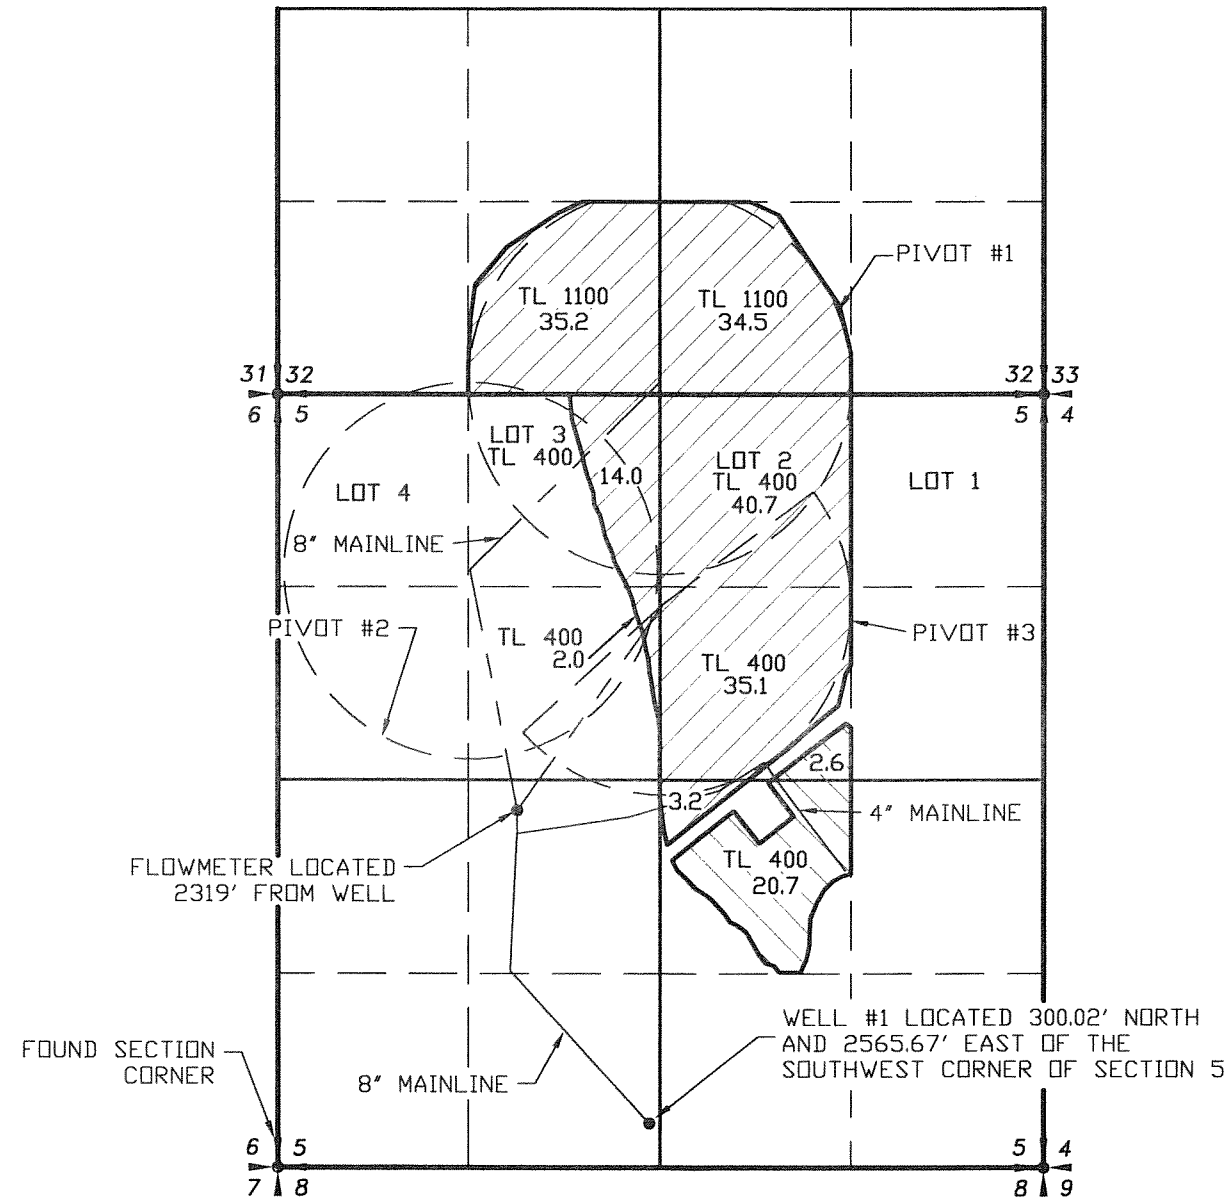 PIVOT #1
TL 1100
35.2
TL 1100
34.5
31 32
6 5
32 33
5 4
LOT 3
TL 400
14.0
LOT 2
TL 400
40.7
LOT 1
LOT 4
8" MAINLINE
PIVOT #2
TL 400
2.0
TL 400
35.1
PIVOT #3
2.6
3.2
4" MAINLINE
TL 400
20.7
FLOWMETER LOCATED
2319' FROM WELL
WELL #1 LOCATED 300.02' NORTH
AND 2565.67' EAST OF THE
SOUTHWEST CORNER OF SECTION 5
FOUND SECTION
CORNER
8" MAINLINE
6 5
7 8
5 4
8 9